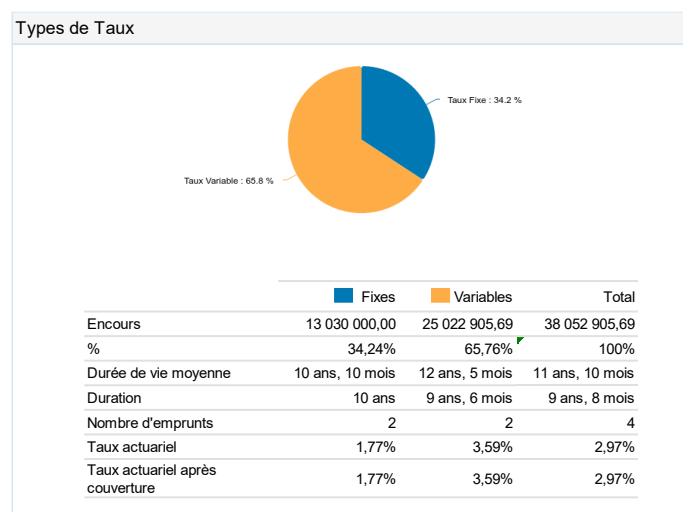 Types de Taux
Taux Fixe : 34.2 %
Taux Variable : 65.8 %
Fixes Variables Total
Encours 13 030 000,00 25 022 905,69 38 052 905,69
% 34,24% 65,76% 100%
Durée de vie moyenne 10 ans, 10 mois 12 ans, 5 mois 11 ans, 10 mois
Duration 10 ans 9 ans, 6 mois 9 ans, 8 mois
Nombre d'emprunts 2 2 4
Taux actuariel 1,77% 3,59% 2,97%
Taux actuariel après
couverture 1,77% 3,59% 2,97%